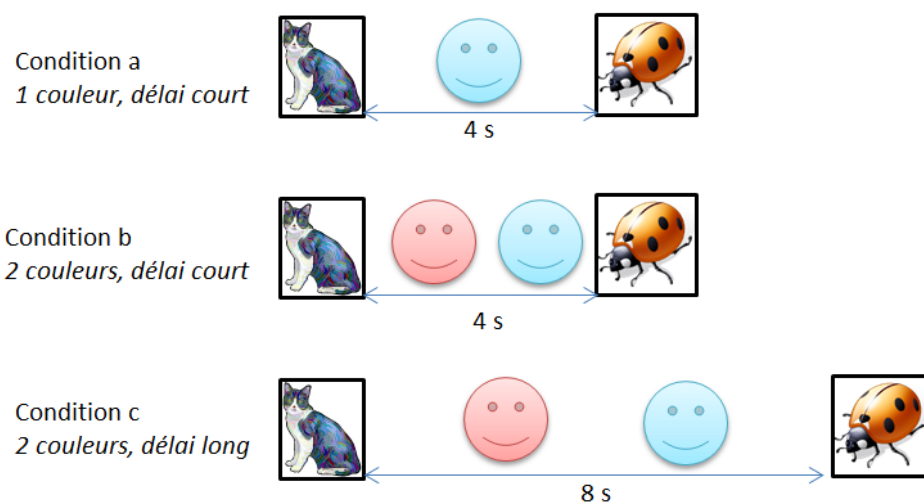 Condition a
1 couleur, délai court
4 s
Condition b
2 couleurs, délai court
4 s
Condition c
2 couleurs, délai long
8 s